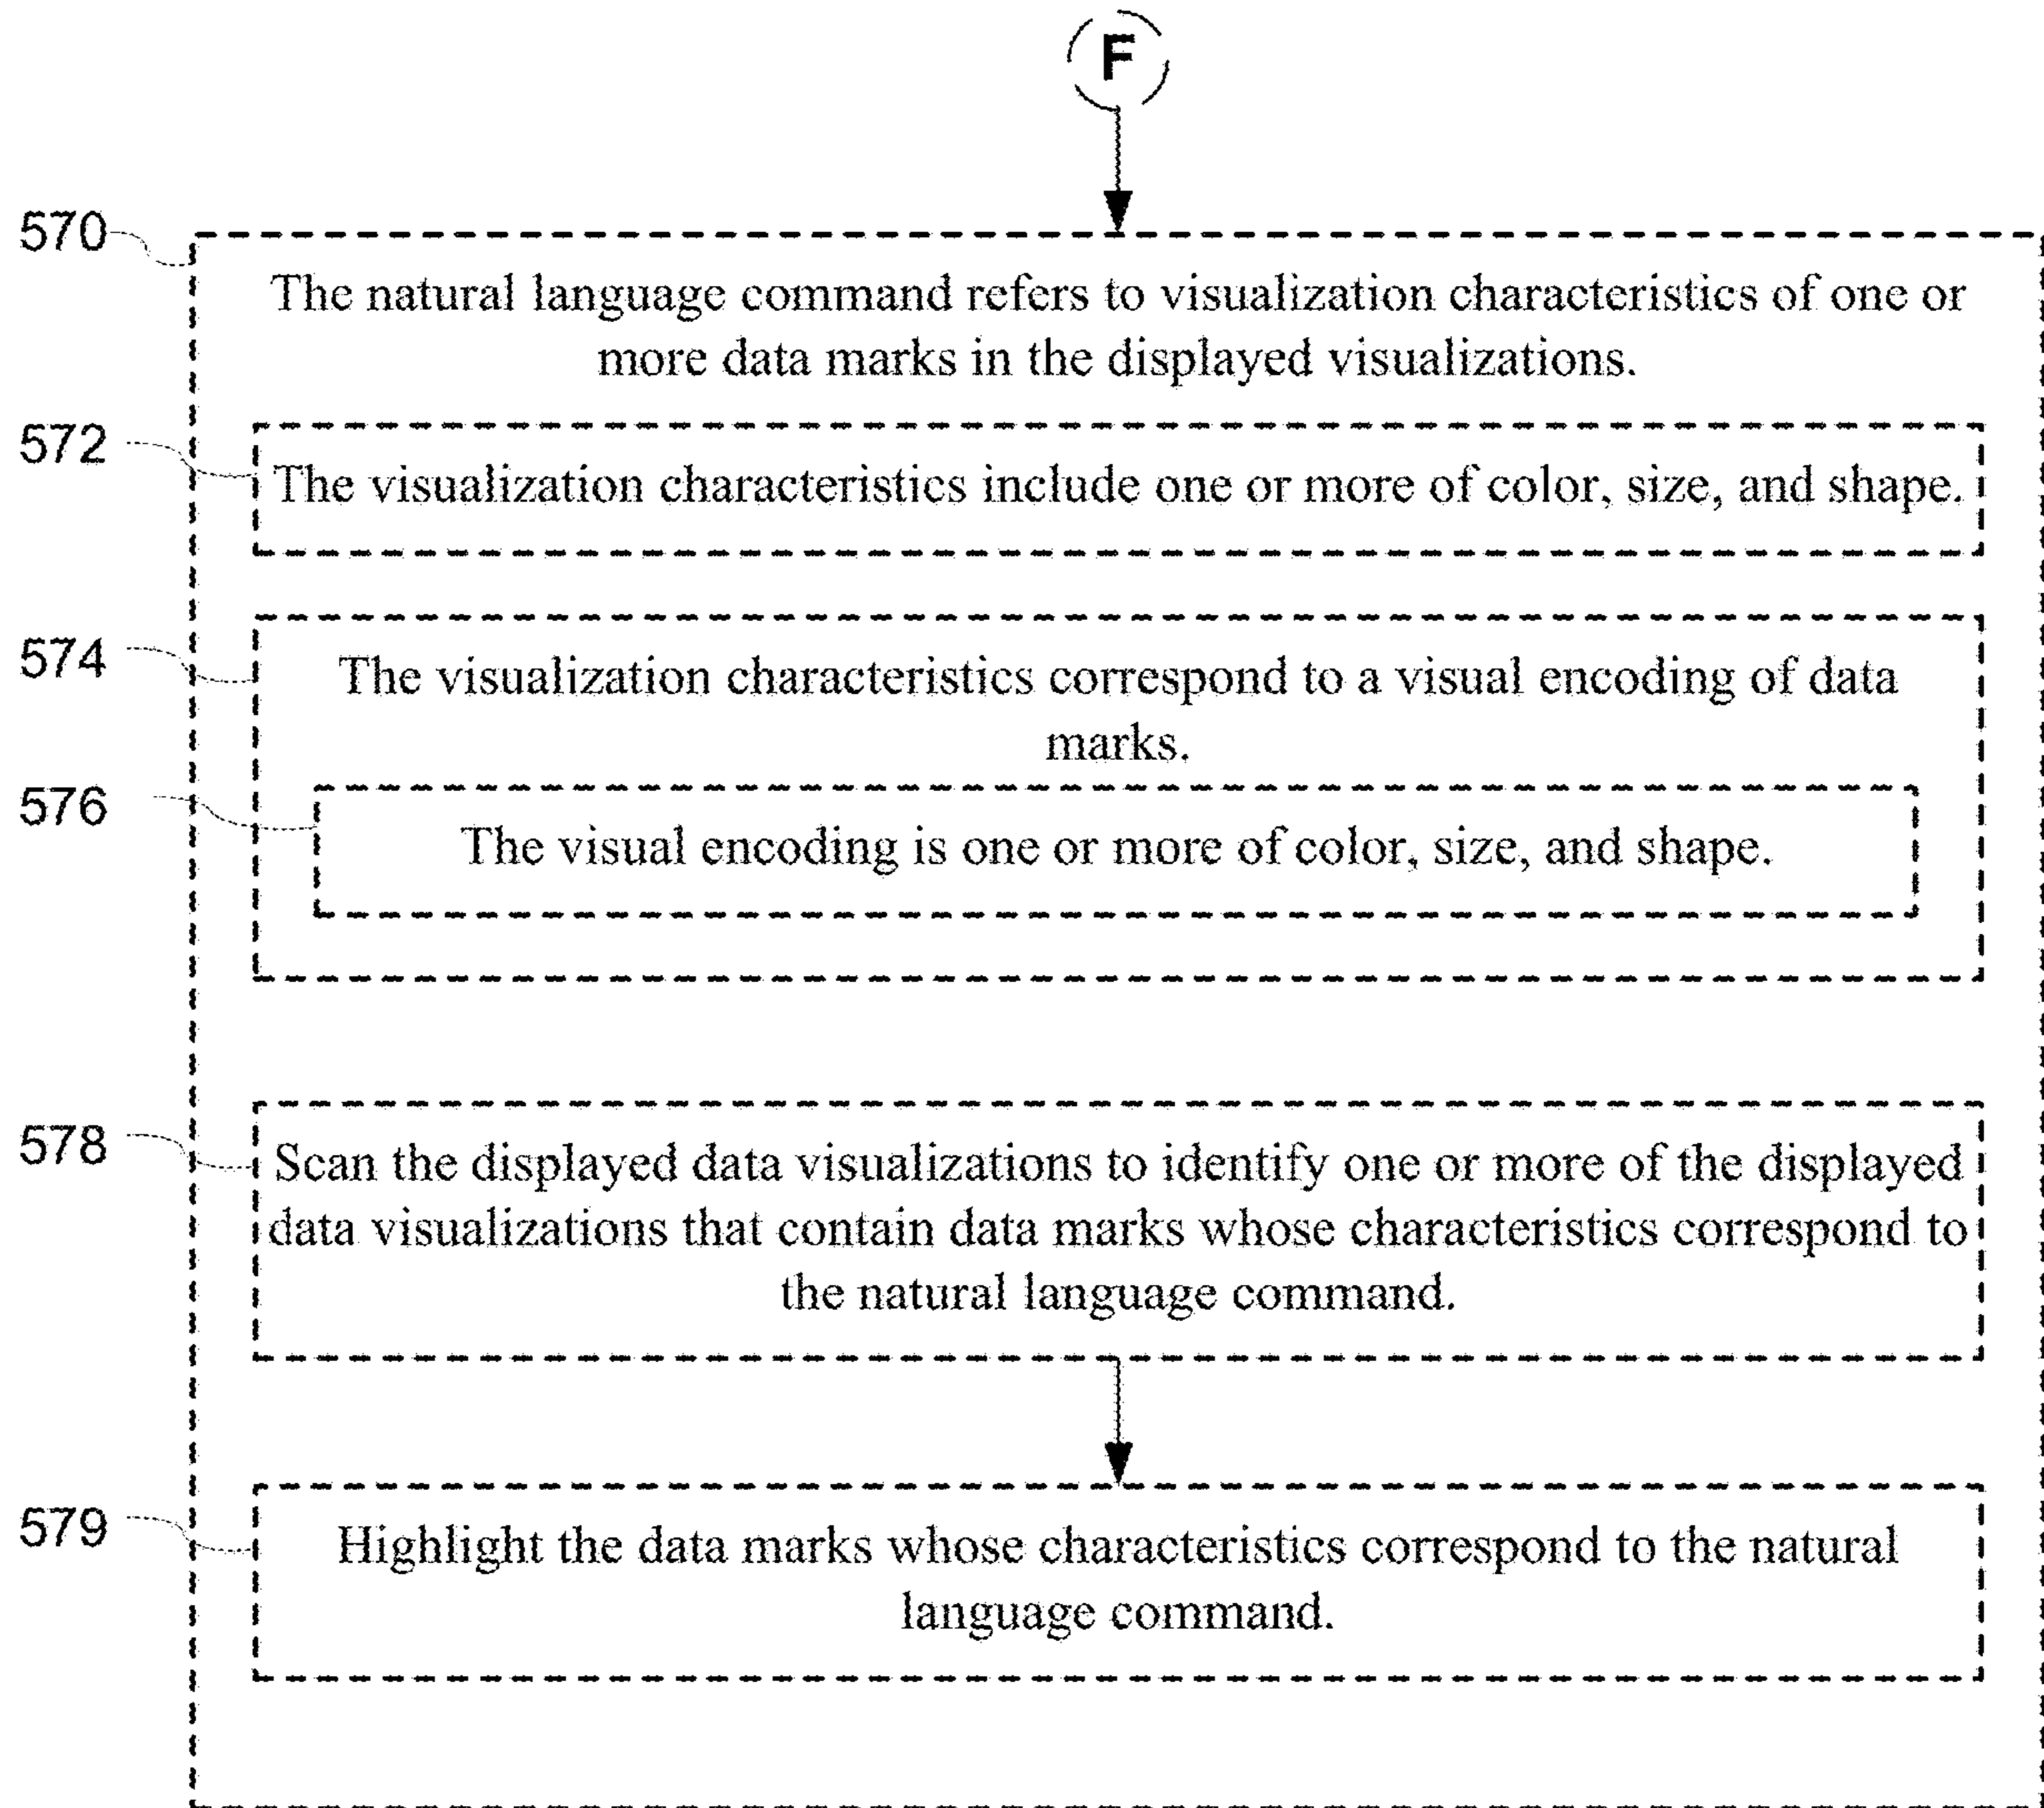 F
570
The natural language command refers to visualization characteristics of one or
more data marks in the displayed visualizations.
572
The visualization characteristics include one or more of color, size, and shape.
574
The visualization characteristics correspond to a visual encoding of data
marks.
576
The visual encoding is one or more of color, size, and shape.
578
Scan the displayed data visualizations to identify one or more of the displayed
data visualizations that contain data marks whose characteristics correspond to
the natural language command.
579
Highlight the data marks whose characteristics correspond to the natural
language command.